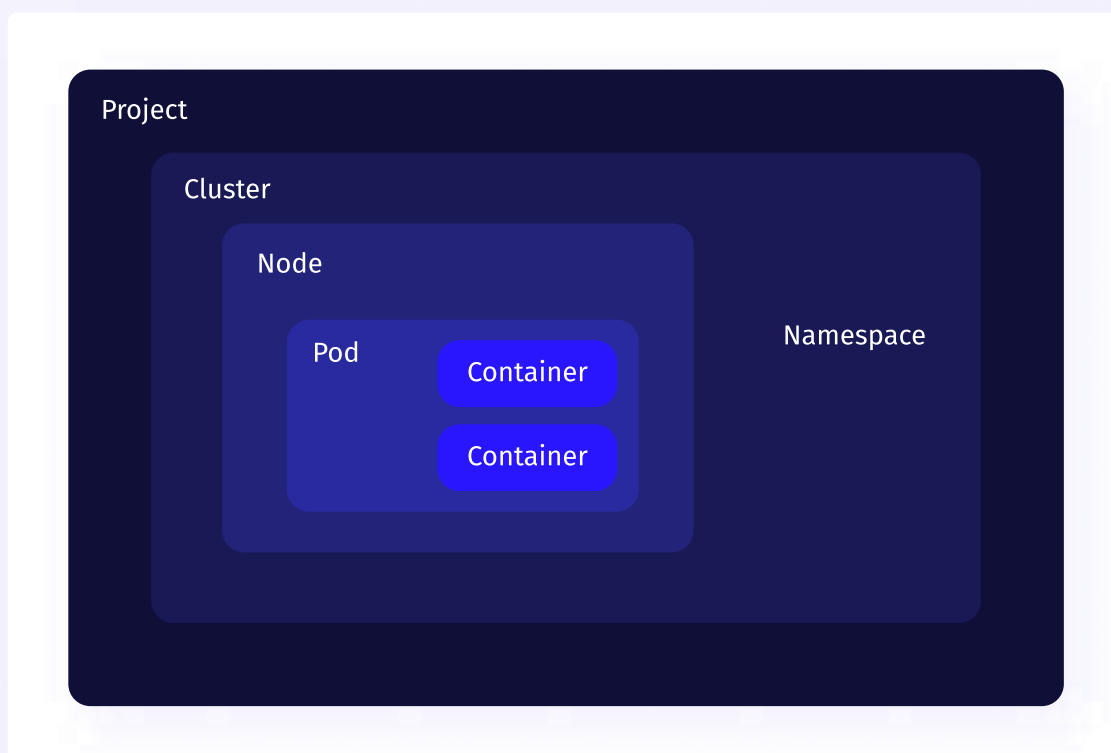 Project
Cluster
Node
Namespace
Pod
Container
Container